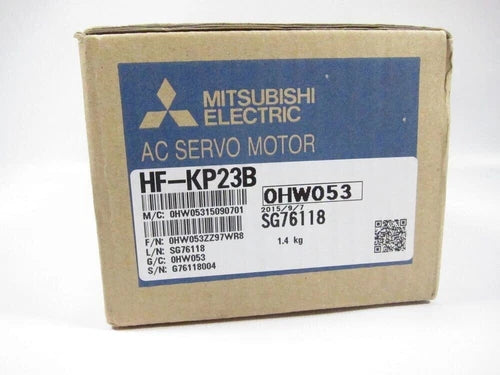 MITSUBISHI
ELECTRIC
AC SERVO MOTOR
HF-KP23B
0HW053
M/C: 0HW05315090701
2015/9/7
SG76118
F/N: 0HW053ZZ97WR8
L/N: SG76118
1.4 kg
G/C: 0HW053
S/N: G76118004